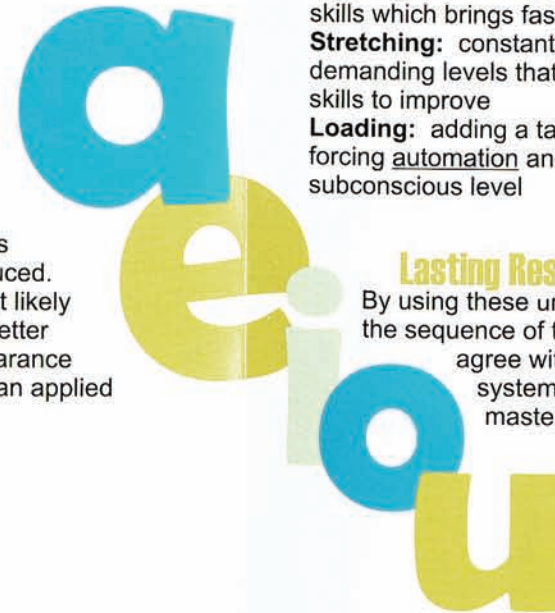 skills which brings fas
Stretching: constant
demanding levels that
skills to improve
Loading: adding a ta
forcing automation an
subconscious level
a
e
i
o
u
s
uced.
t likely
etter
arance
an applied
Lasting Res
By using these un
the sequence of t
agree wit
system
maste